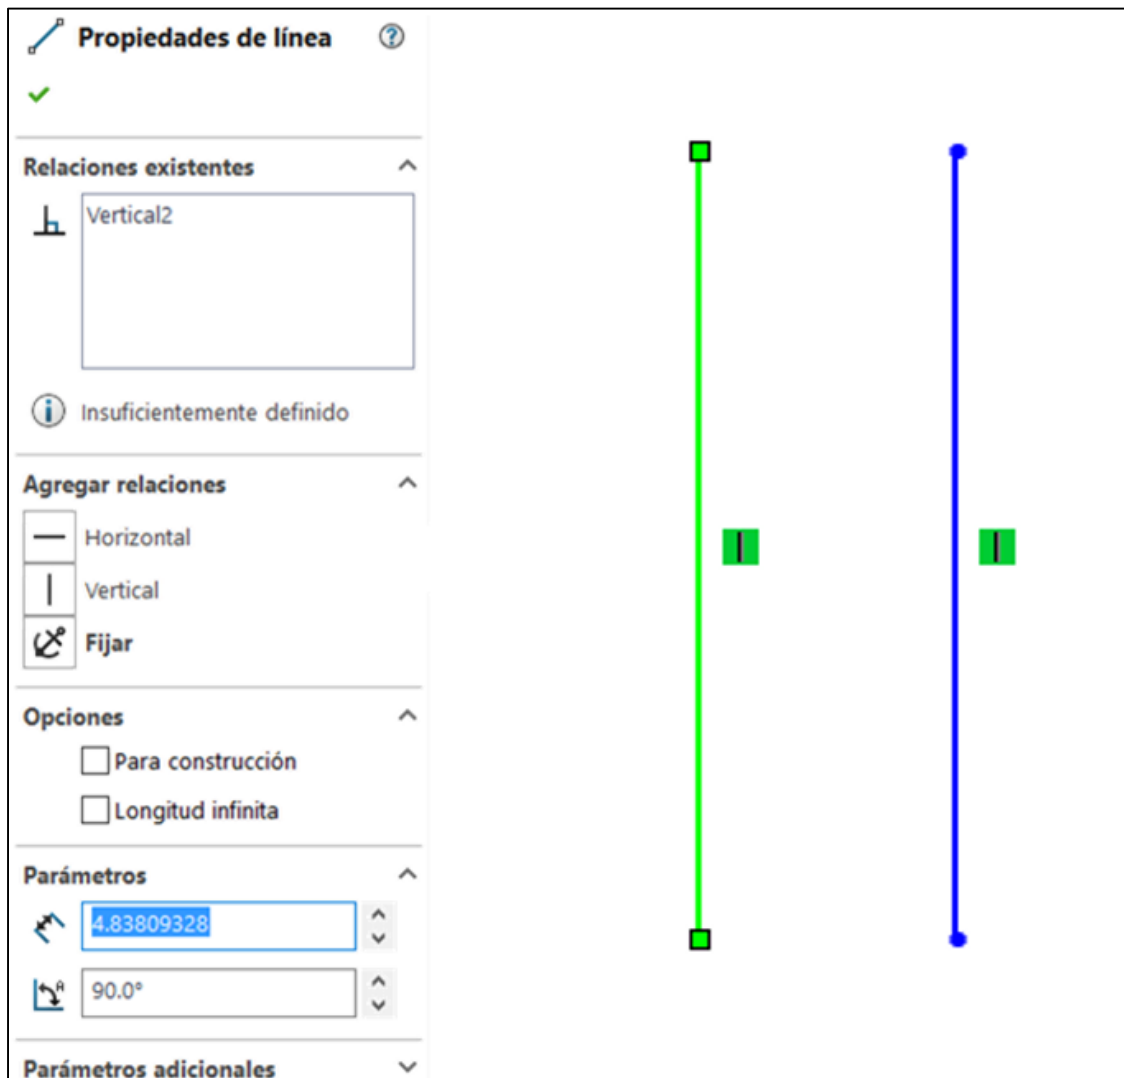 Propiedades de línea
Relaciones existentes
Vertical2
Insuficientemente definido
Agregar relaciones
Horizontal
Vertical
Fijar
Opciones
Para construcción
Longitud infinita
Parámetros
4.83809328
90.0°
Parámetros adicionales